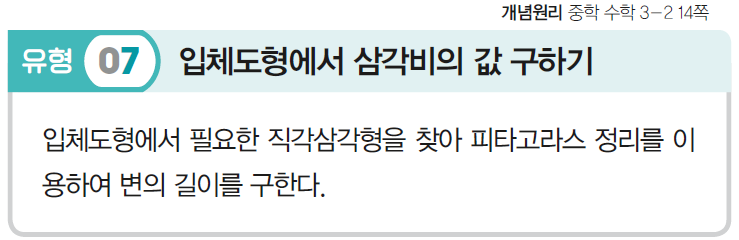 개념원리 중학 수학 3-2 14쪽
유형 07 입체도형에서 삼각비의 값 구하기
입체도형에서 필요한 직각삼각형을 찾아 피타고라스 정리를 이
용하여 변의 길이를 구한다.